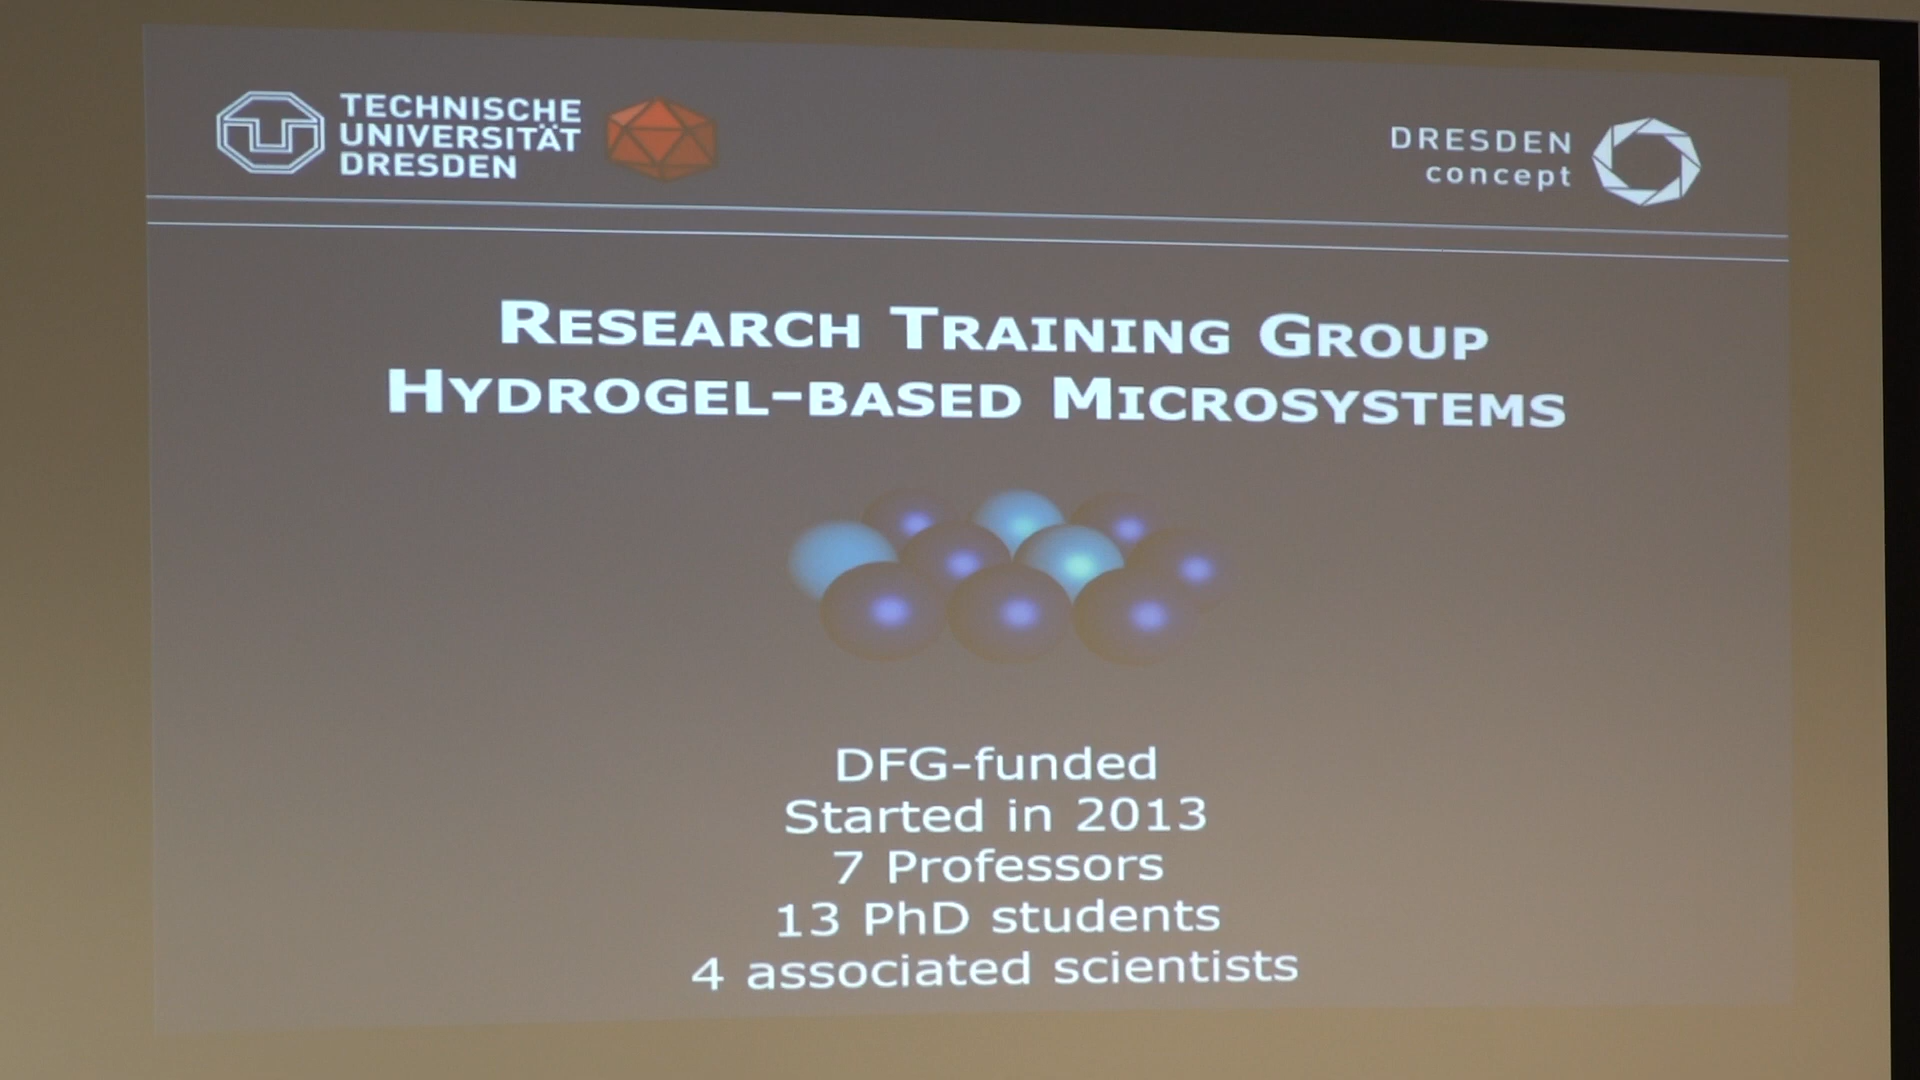 TECHNISCHE
UNIVERSITÄT
DRESDEN
DRESDEN
concept
RESEARCH TRAINING GROUP
HYDROGEL-BASED MICROSYSTEMS
DFG-funded
Started in 2013
7 Professors
13 PhD students
4 associated scientists